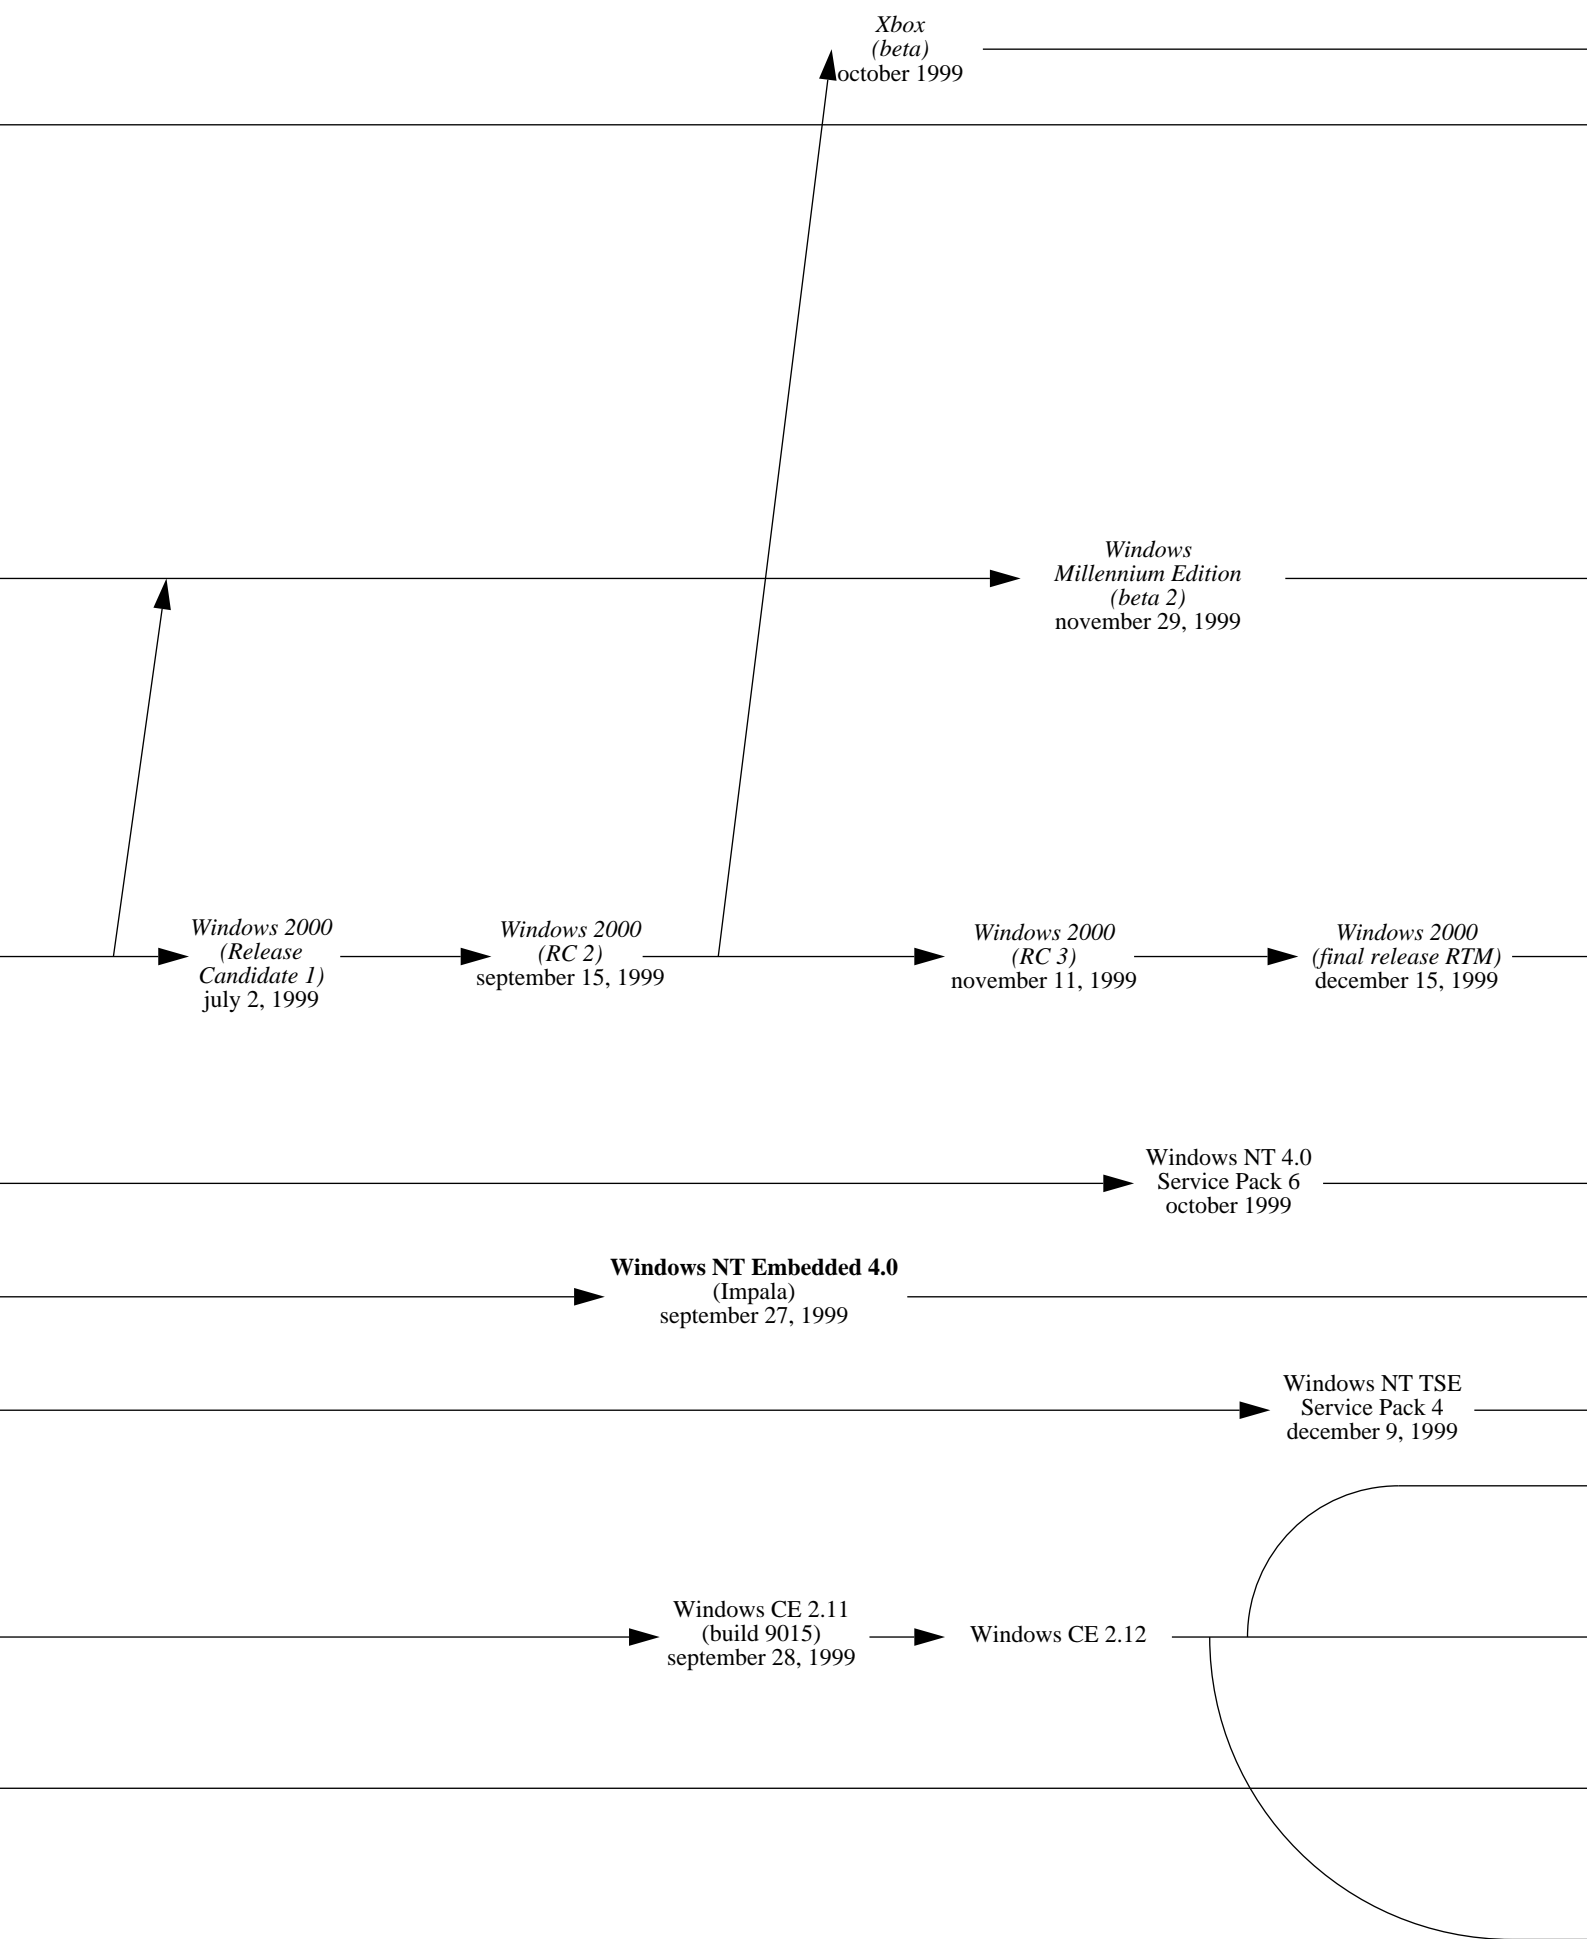 Xbox
(beta)
october 1999
Windows
Millennium Edition
(beta 2)
november 29, 1999
Windows 2000
(Release
Candidate 1)
july 2, 1999
Windows 2000
(RC 2)
september 15, 1999
Windows 2000
(RC 3)
november 11, 1999
Windows 2000
(final release RTM)
december 15, 1999
Windows NT 4.0
Service Pack 6
october 1999
Windows NT Embedded 4.0
(Impala)
september 27, 1999
Windows NT TSE
Service Pack 4
december 9, 1999
Windows CE 2.11
(build 9015)
september 28, 1999
Windows CE 2.12